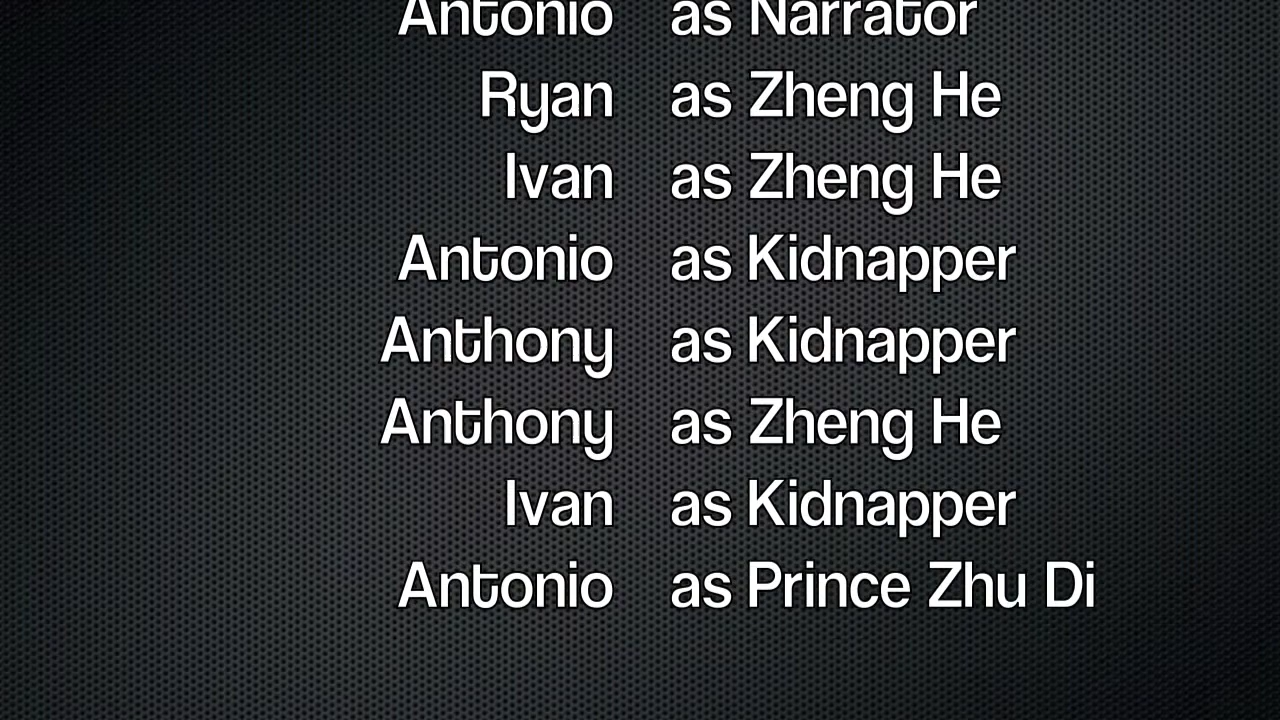 Antonio as Narrator
Ryan as Zheng He
Ivan as Zheng He
Antonio as Kidnapper
Anthony as Kidnapper
Anthony as Zheng He
Ivan as Kidnapper
Antonio as Prince Zhu Di